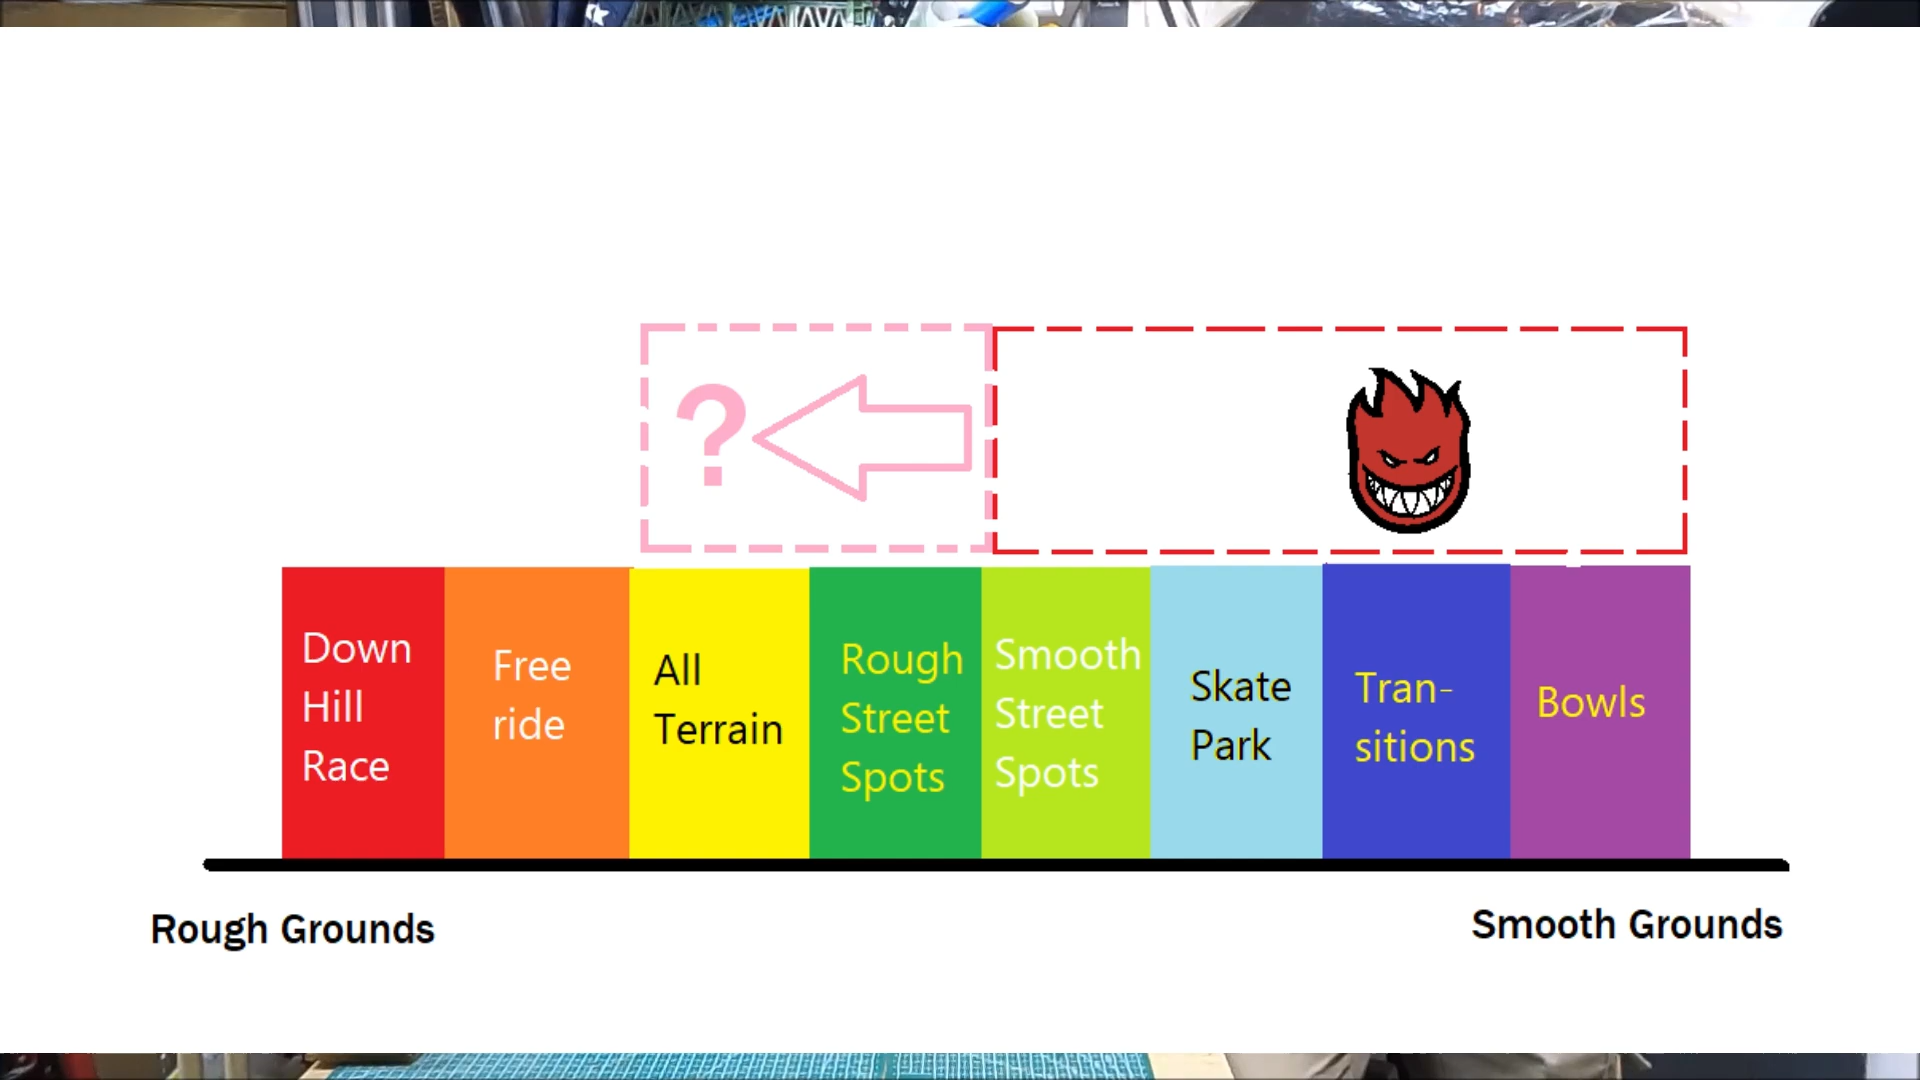 ?
Down
Hill
Race
Free
ride
All
Terrain
Rough
Street
Spots
Smooth
Street
Spots
Skate
Park
Tran-
sitions
Bowls
Rough Grounds
Smooth Grounds